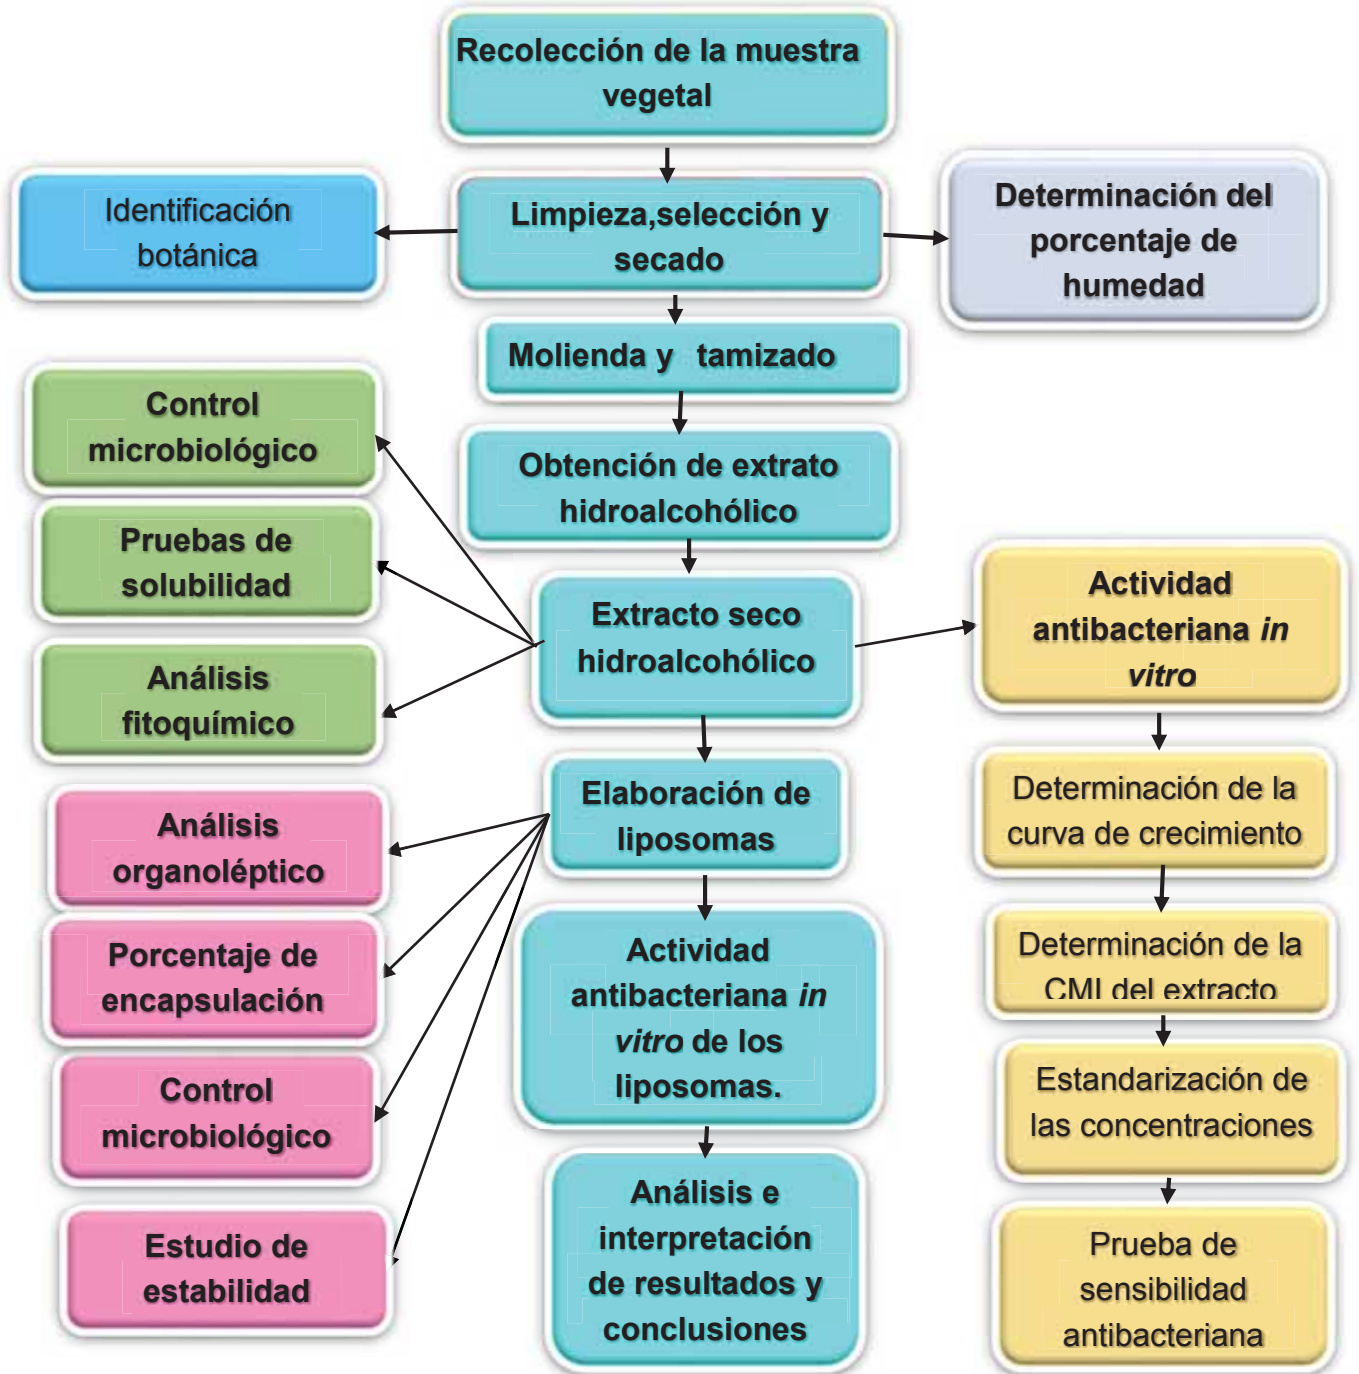 Recolección de la muestra
vegetal
Identificación
botánica
Limpieza,selección y
secado
Determinación del
porcentaje de
humedad
Molienda y tamizado
Control
microbiológico
Obtención de extrato
hidroalcohólico
Pruebas de
solubilidad
Extracto seco
hidroalcohólico
Actividad
antibacteriana in
vitro
Análisis
fitoquímico
Elaboración de
liposomas
Determinación de la
curva de crecimiento
Análisis
organoléptico
Porcentaje de
encapsulación
Actividad
antibacteriana in
vitro de los
liposomas.
Determinación de la
CMI del extracto
Control
microbiológico
Estandarización de
las concentraciones
Estudio de
estabilidad
Análisis e
interpretación
de resultados y
conclusiones
Prueba de
sensibilidad
antibacteriana